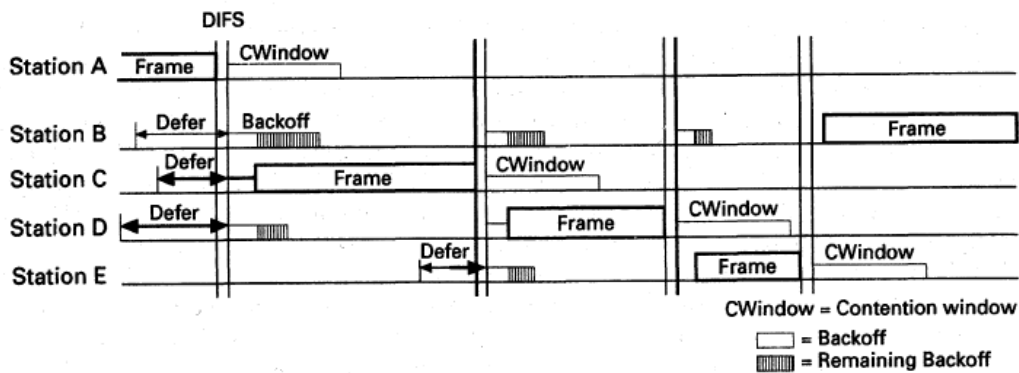 DIFS
Station A Frame CWindow
Station B Defer Backoff Frame
Station C Defer Frame CWindow
Station D Defer Frame CWindow
Station E Defer Frame CWindow
CWindow = Contention window
= Backoff
= Remaining Backoff